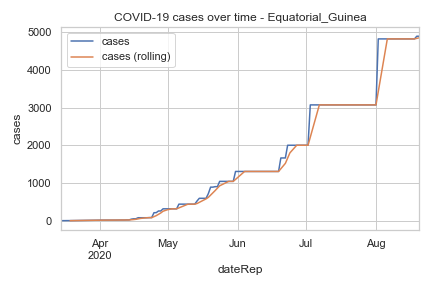 COVID-19 cases over time - Equatorial_Guinea
cases
cases (rolling)
5000
4000
3000
2000
1000
0
cases
Apr
2020
May
Jun
Jul
Aug
dateRep